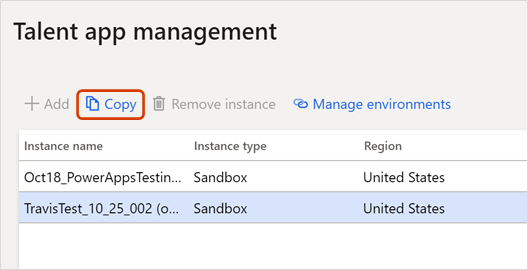 Talent app management
Add Copy Remove instance Manage environments
Instance name Instance type Region
Oct18_PowerAppsTestin... Sandbox United States
TravisTest_10_25_002 (o... Sandbox United States